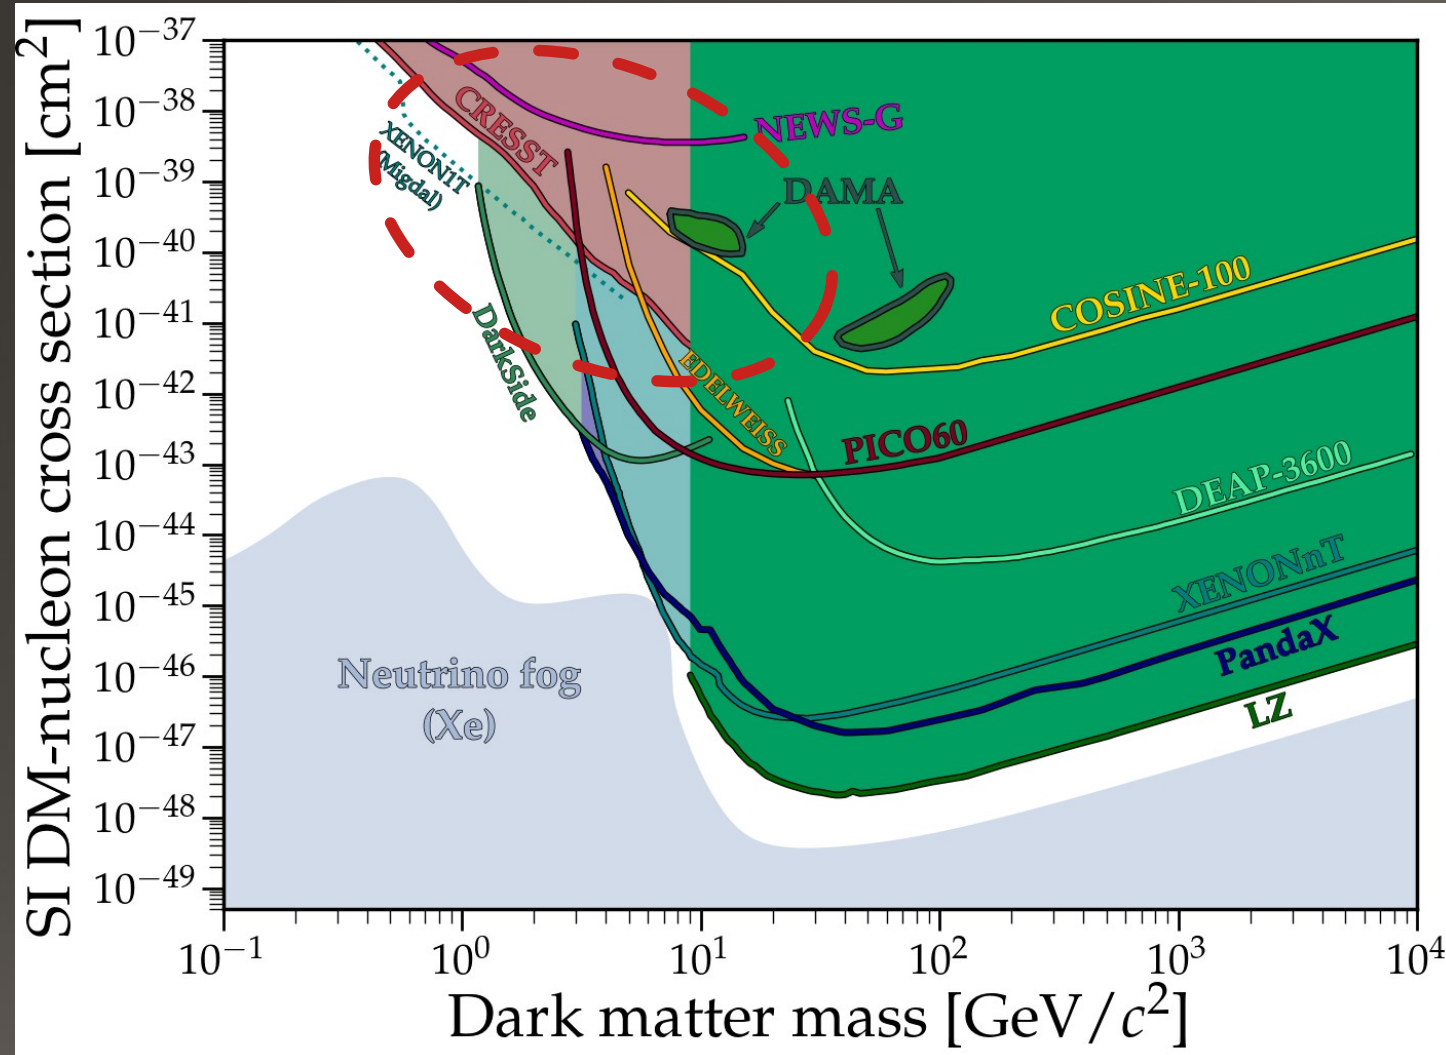 SI DM-nucleon cross section [cm²]
10⁻³⁷
10⁻³⁸
10⁻³⁹
10⁻⁴⁰
10⁻⁴¹
10⁻⁴²
10⁻⁴³
10⁻⁴⁴
10⁻⁴⁵
10⁻⁴⁶
10⁻⁴⁷
10⁻⁴⁸
10⁻⁴⁹
CRESST
NEWS-G
XENON1T
(Migdal)
DAMA
COSINE-100
DarkSide
EDELWEISS
PICO60
DEAP-3600
XENONnT
PandaX
LZ
Neutrino fog
(Xe)
10⁻¹ 10⁰ 10¹ 10² 10³ 10⁴
Dark matter mass [GeV/c²]